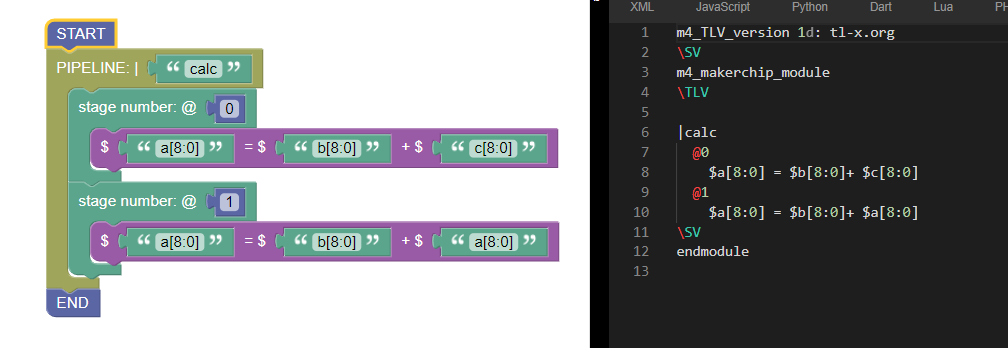 START
PIPELINE: | “ calc ”
stage number: @ 0
$ “ a[8:0] ” = $ “ b[8:0] ” + $ “ c[8:0] ”
stage number: @ 1
$ “ a[8:0] ” = $ “ b[8:0] ” + $ “ a[8:0] ”
END
XML JavaScript Python Dart Lua PH
1 m4_TLV_version 1d: tl-x.org
2 \SV
3 m4_makerchip_module
4 \TLV
5
6 |calc
7 @0
8 $a[8:0] = $b[8:0]+ $c[8:0]
9 @1
10 $a[8:0] = $b[8:0]+ $a[8:0]
11 \SV
12 endmodule
13